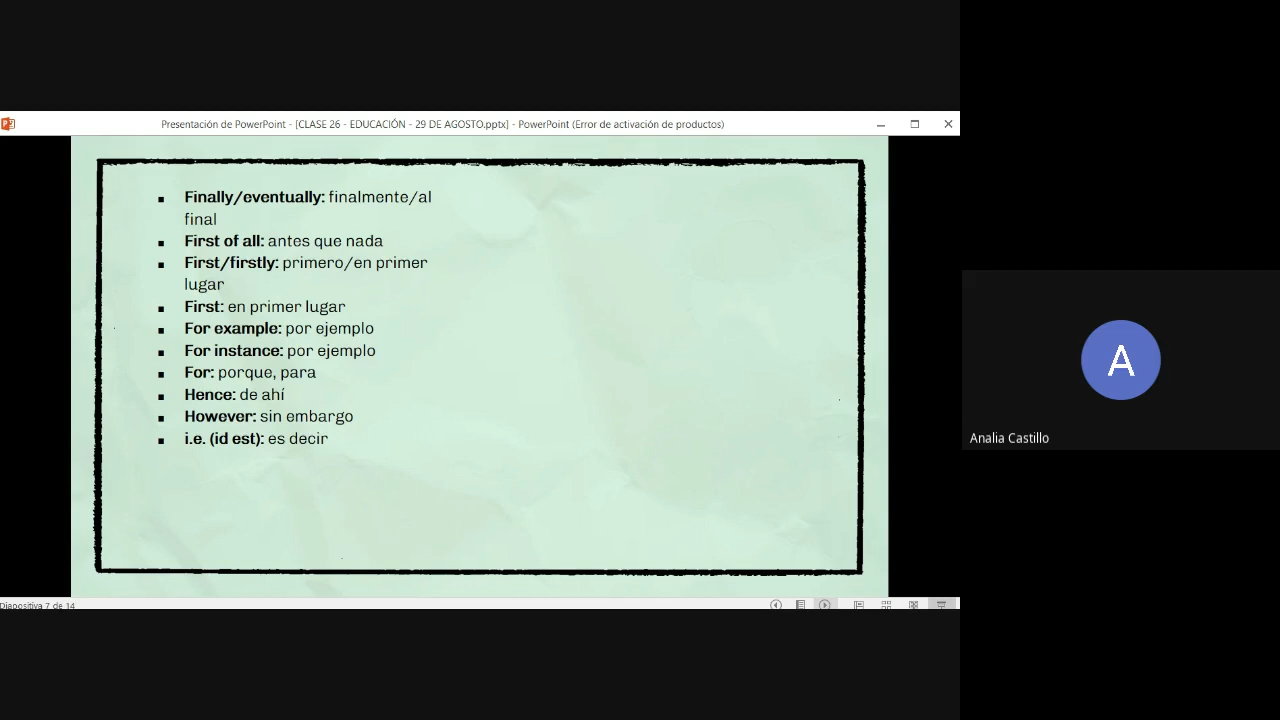 Presentación de PowerPoint - [CLASE 26 - EDUCACIÓN - 29 DE AGOSTO.pptx] - PowerPoint (Error de activación de productos)
Finally/eventually: finalmente/al
final
First of all: antes que nada
First/firstly: primero/en primer
lugar
First: en primer lugar
For example: por ejemplo
For instance: por ejemplo
For: porque, para
Hence: de ahí
However: sin embargo
i.e. (id est): es decir
A
Analia Castillo
Diapositiva 7 de 14